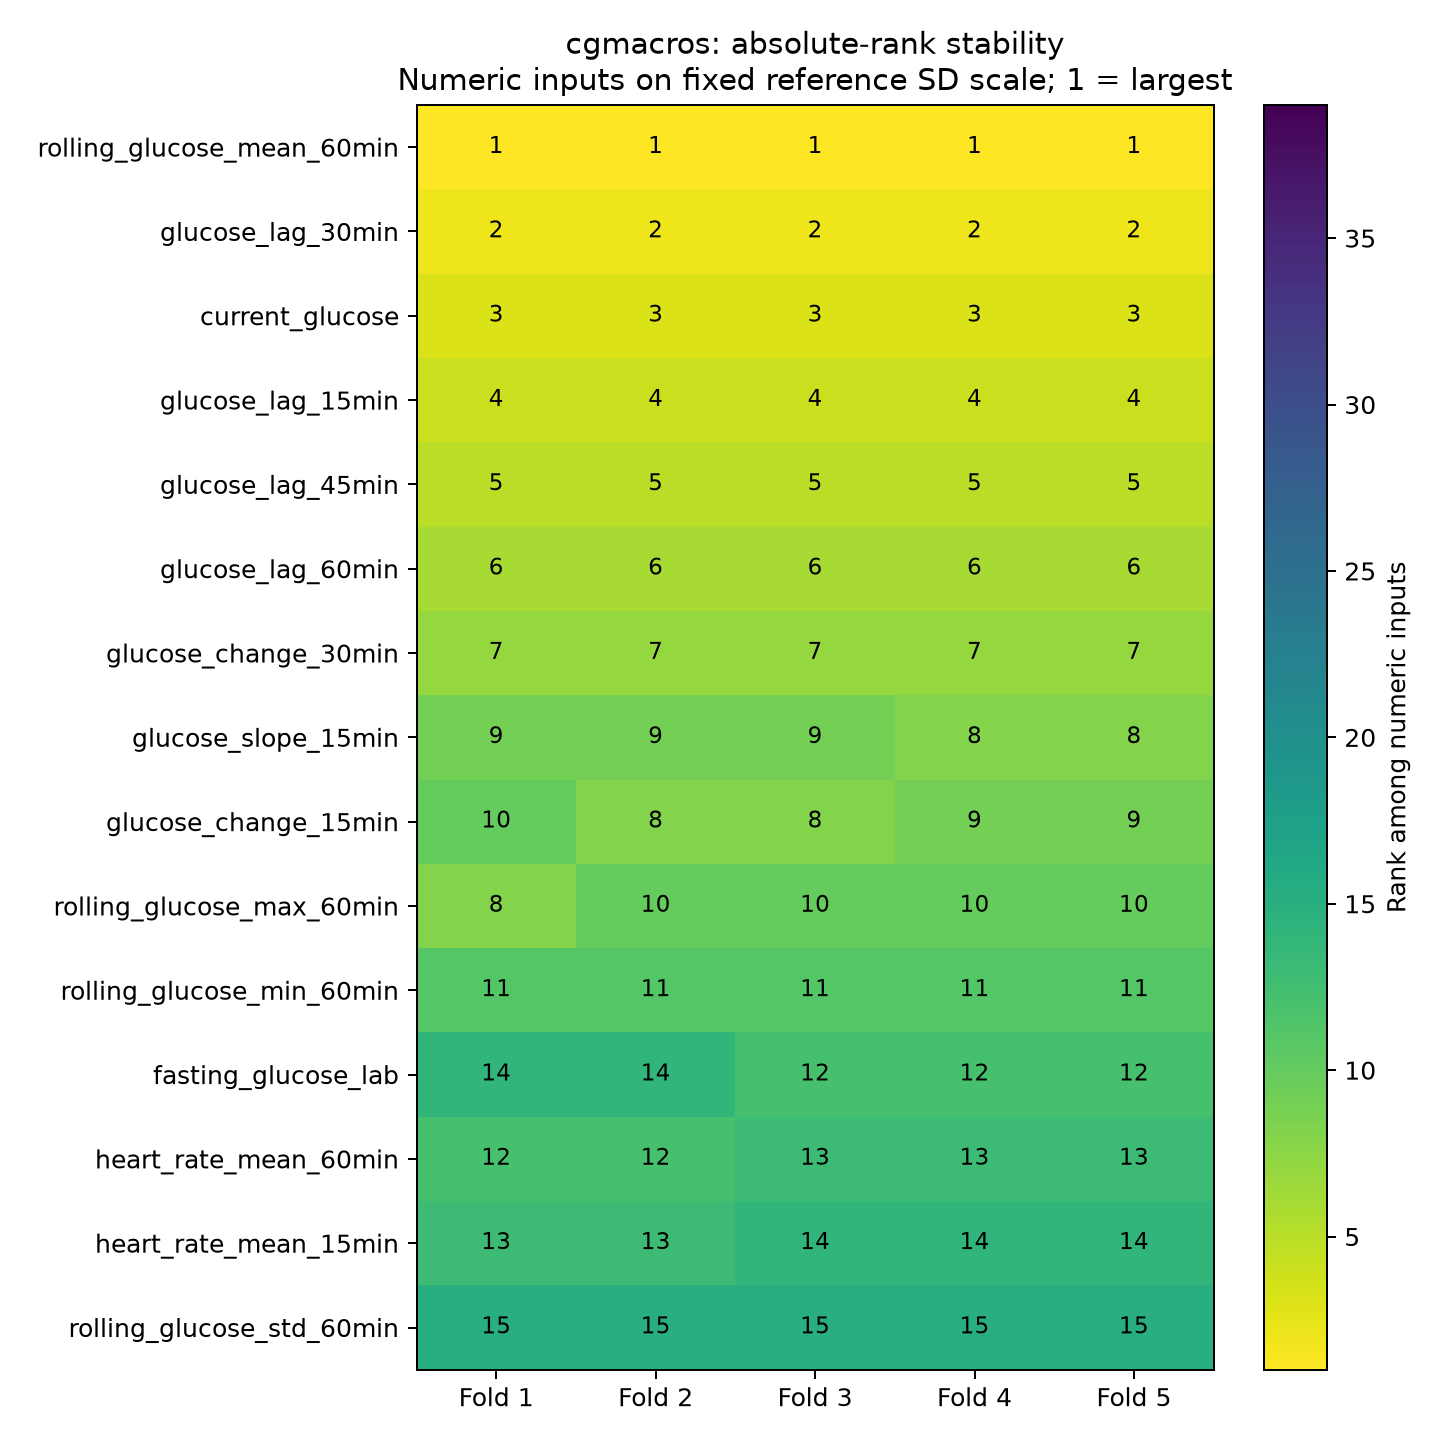 cgmacros: absolute-rank stability
Numeric inputs on fixed reference SD scale; 1 = largest
rolling_glucose_mean_60min 1 1 1 1 1
glucose_lag_30min 2 2 2 2 2
current_glucose 3 3 3 3 3
glucose_lag_15min 4 4 4 4 4
glucose_lag_45min 5 5 5 5 5
glucose_lag_60min 6 6 6 6 6
glucose_change_30min 7 7 7 7 7
glucose_slope_15min 9 9 9 8 8
glucose_change_15min 10 8 8 9 9
rolling_glucose_max_60min 8 10 10 10 10
rolling_glucose_min_60min 11 11 11 11 11
fasting_glucose_lab 14 14 12 12 12
heart_rate_mean_60min 12 12 13 13 13
heart_rate_mean_15min 13 13 14 14 14
rolling_glucose_std_60min 15 15 15 15 15
Fold 1 Fold 2 Fold 3 Fold 4 Fold 5
35
30
25
20
15
10
5
Rank among numeric inputs